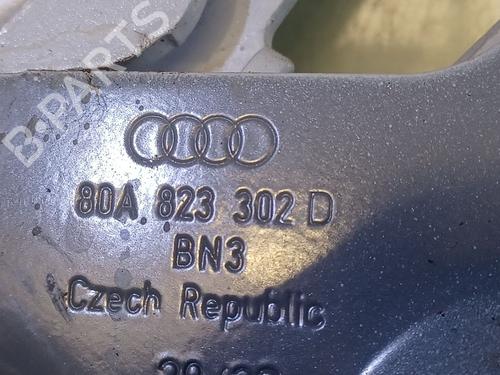 B-PARTS
80A 823 302 D
BN3
Czech Republic